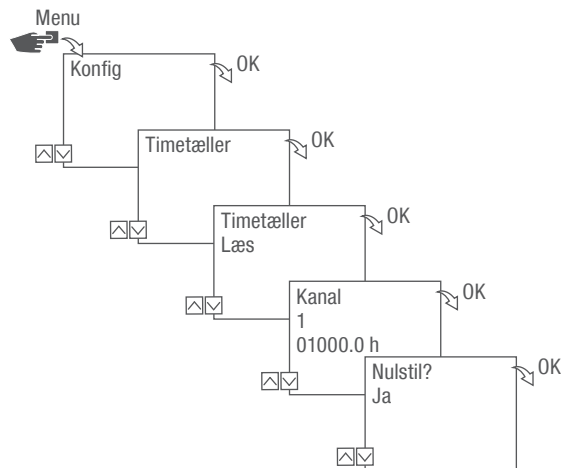 Menu
Konfig
OK
Timetæller
OK
Timetæller
Læs
OK
Kanal
1
01000.0 h
OK
Nulstil?
Ja
OK